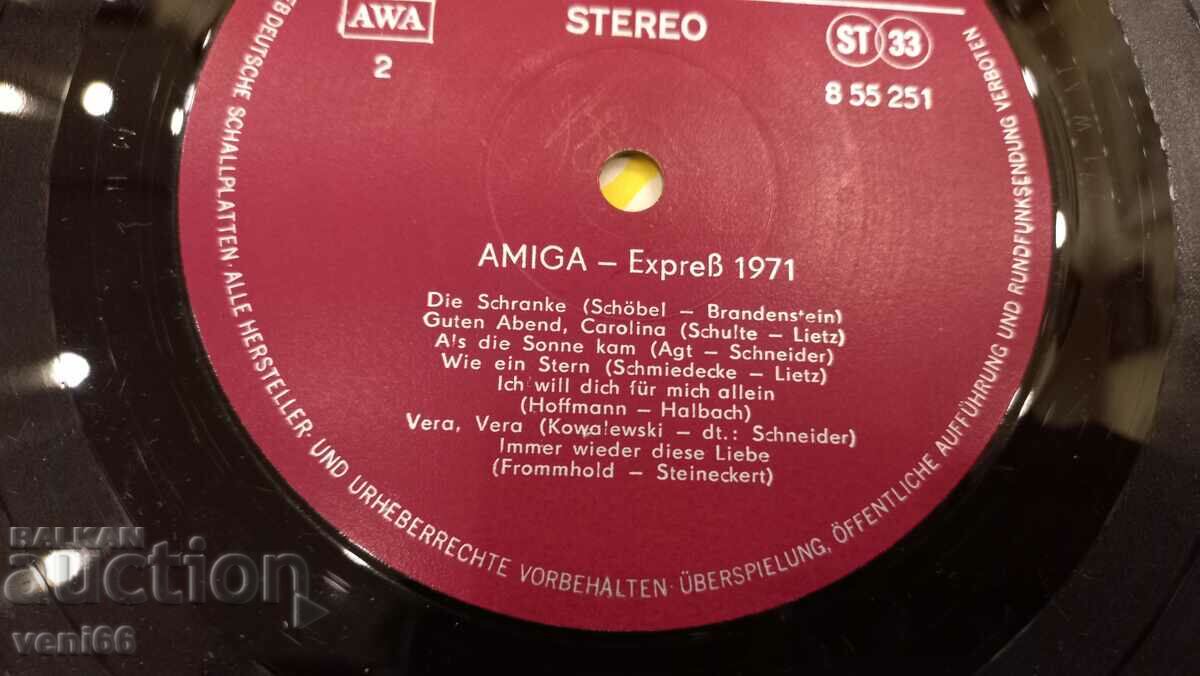 AWA
STEREO
ST 33
2
8 55 251
AMIGA – Expreß 1971
Die Schranke (Schöbel – Brandenstein)
Guten Abend, Carolina (Schulte – Lietz)
Als die Sonne kam (Agt – Schneider)
Wie ein Stern (Schmiedecke – Lietz)
Ich will dich für mich allein
(Hoffmann – Halbach)
Vera, Vera (Kowalewski – dt.: Schneider)
Immer wieder diese Liebe
(Frommhold – Steineckert)
VEB DEUTSCHE SCHALLPLATTEN · ALLE HERSTELLER- UND URHEBERRECHTE VORBEHALTEN · ÜBERSPIELUNG, ÖFFENTLICHE AUFFÜHRUNG UND RUNDFUNKSENDUNG VERBOTEN
BALKAN
auction
veni66